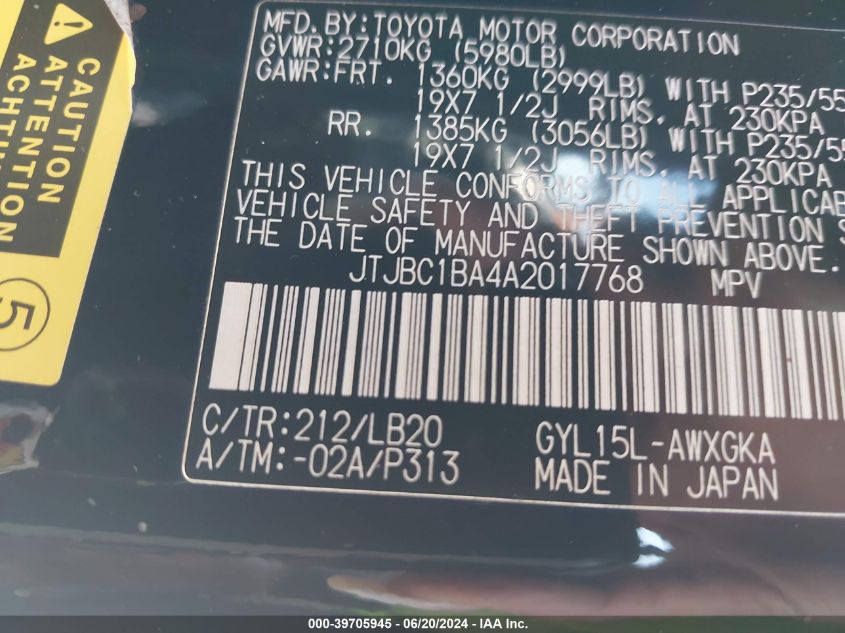 MFD.BY:TOYOTA MOTOR CORPORATION
GVWR:2710KG (5980LB)
GAWR:FRT. 1360KG (2999LB) WITH P235/55
19X7 1/2J RIMS. AT 230KPA
RR. 1385KG (3056LB) WITH P235/55
19X7 1/2J RIMS. AT 230KPA
THIS VEHICLE CONFORMS TO ALL APPLICAB
VEHICLE SAFETY AND THEFT PREVENTION S
THE DATE OF MANUFACTURE SHOWN ABOVE.
JTJBC1BA4A2017768 MPV
C/TR:212/LB20 GYL15L-AWXGKA
A/TM:-02A/P313 MADE IN JAPAN
CAUTION
ATTENTION
ACHTUN
5
000-39705945 - 06/20/2024 - IAA Inc.